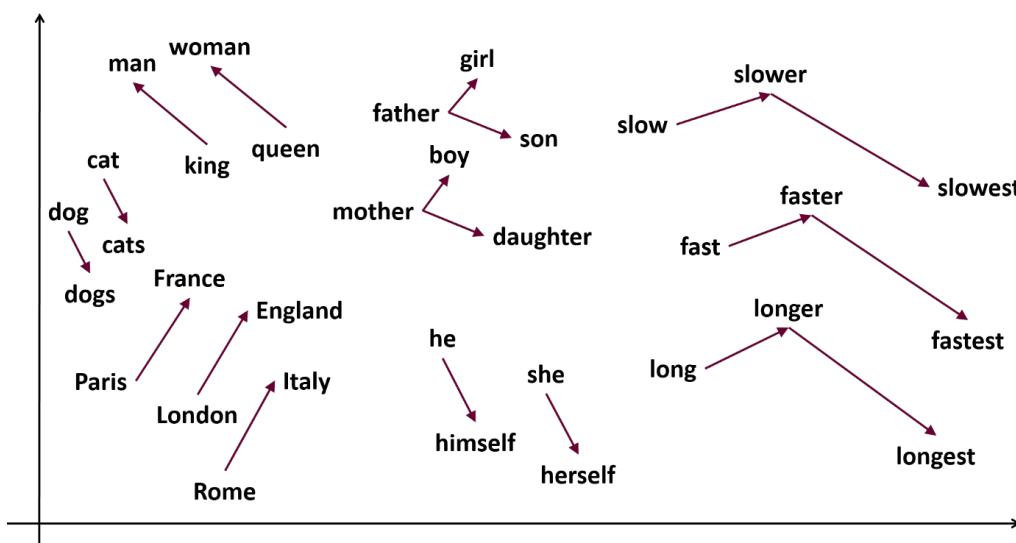 woman
man
king
queen
cat
cats
dog
dogs
France
Paris
England
London
Italy
Rome
girl
father
son
boy
mother
daughter
he
himself
she
herself
slower
slow
slowest
faster
fast
fastest
longer
long
longest